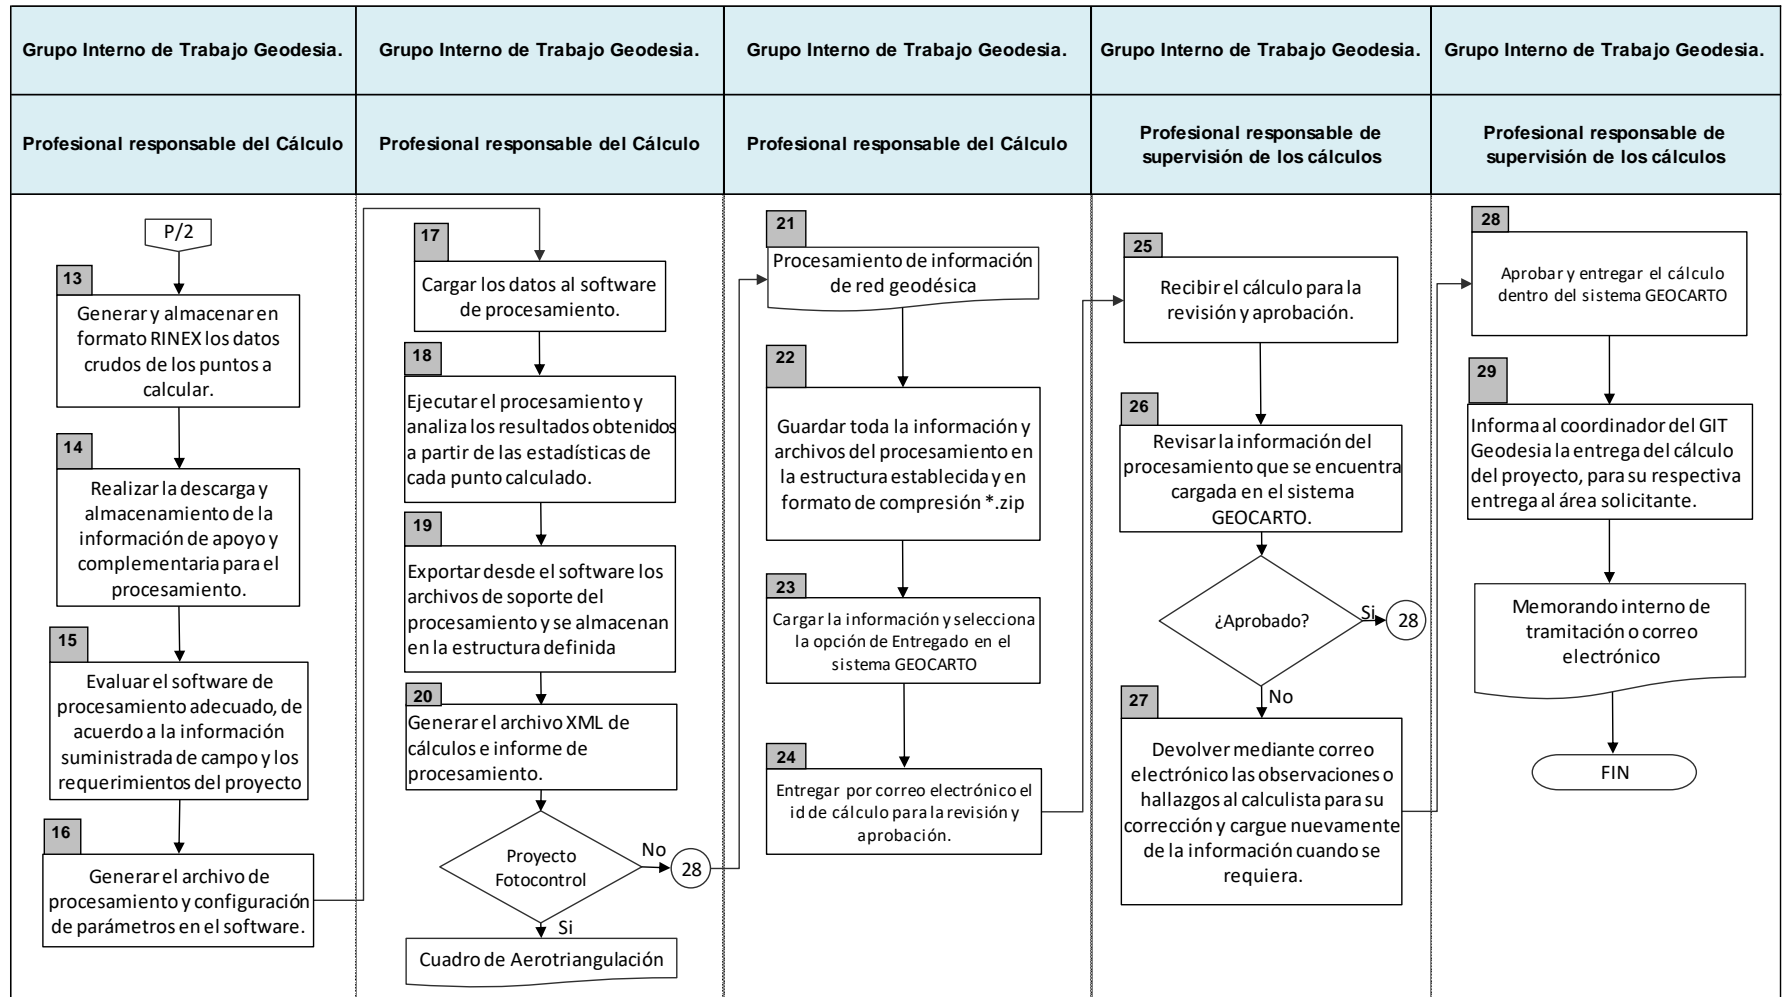 Grupo Interno de Trabajo Geodesia.
Grupo Interno de Trabajo Geodesia.
Grupo Interno de Trabajo Geodesia.
Grupo Interno de Trabajo Geodesia.
Grupo Interno de Trabajo Geodesia.
Profesional responsable del Cálculo
Profesional responsable del Cálculo
Profesional responsable del Cálculo
Profesional responsable de
supervisión de los cálculos
Profesional responsable de
supervisión de los cálculos
P/2
13
Generar y almacenar en
formato RINEX los datos
crudos de los puntos a
calcular.
14
Realizar la descarga y
almacenamiento de la
información de apoyo y
complementaria para el
procesamiento.
15
Evaluar el software de
procesamiento adecuado, de
acuerdo a la información
suministrada de campo y los
requerimientos del proyecto
16
Generar el archivo de
procesamiento y configuración
de parámetros en el software.
17
Cargar los datos al software
de procesamiento.
18
Ejecutar el procesamiento y
analiza los resultados obtenidos
a partir de las estadísticas de
cada punto calculado.
19
Exportar desde el software los
archivos de soporte del
procesamiento y se almacenan
en la estructura definida
20
Generar el archivo XML de
cálculos e informe de
procesamiento.
Proyecto
Fotocontrol
No
28
Si
Cuadro de Aerotriangulación
21
Procesamiento de información
de red geodésica
22
Guardar toda la información y
archivos del procesamiento en
la estructura establecida y en
formato de compresión *.zip
23
Cargar la información y selecciona
la opción de Entregado en el
sistema GEOCARTO
24
Entregar por correo electrónico el
id de cálculo para la revisión y
aprobación.
25
Recibir el cálculo para la
revisión y aprobación.
26
Revisar la información del
procesamiento que se encuentra
cargada en el sistema
GEOCARTO.
¿Aprobado?
Si
28
No
27
Devolver mediante correo
electrónico las observaciones o
hallazgos al calculista para su
corrección y cargue nuevamente
de la información cuando se
requiera.
28
Aprobar y entregar el cálculo
dentro del sistema GEOCARTO
29
Informa al coordinador del GIT
Geodesia la entrega del cálculo
del proyecto, para su respectiva
entrega al área solicitante.
Memorando interno de
tramitación o correo
electrónico
FIN